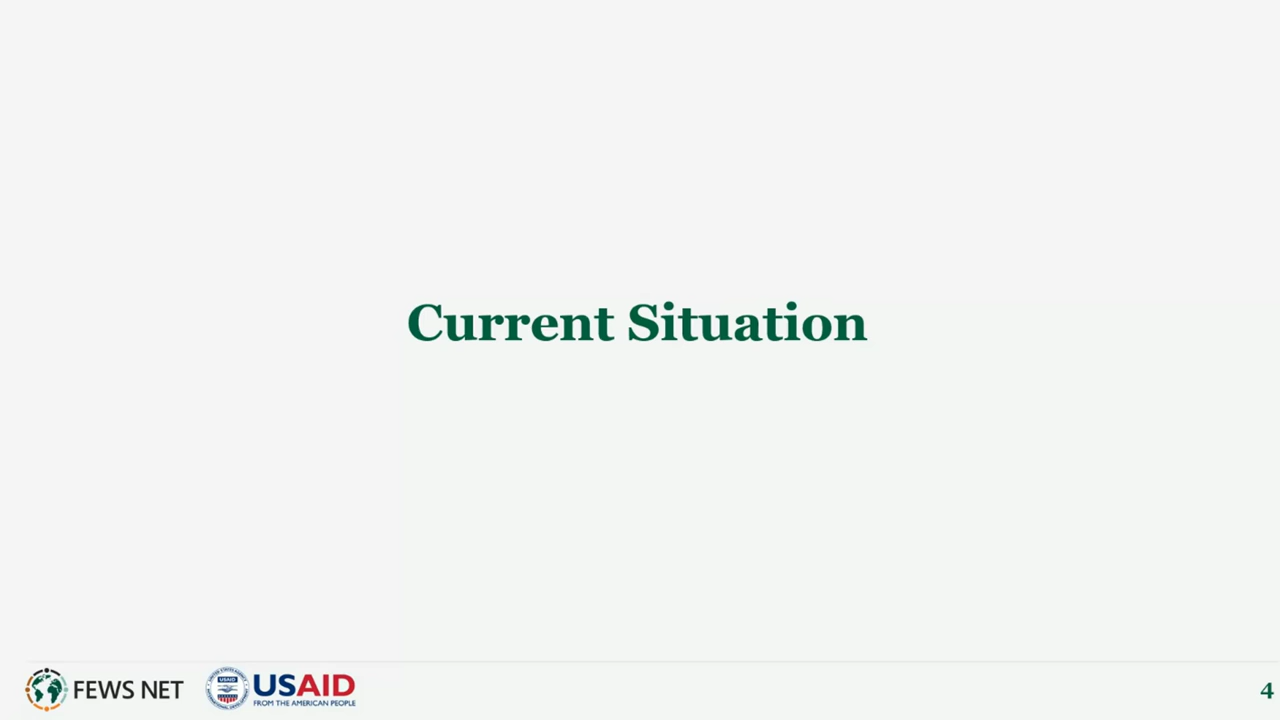 Current Situation
FEWS NET
USAID
FROM THE AMERICAN PEOPLE
4